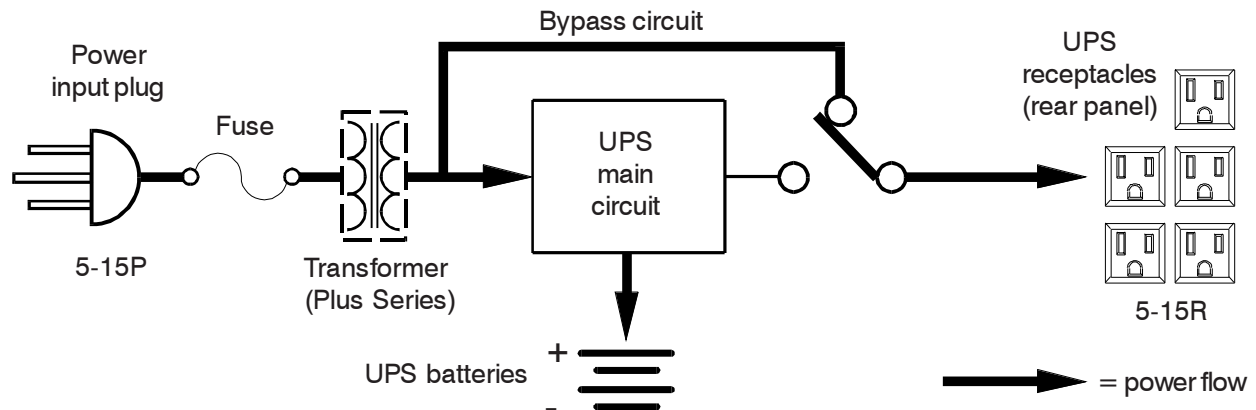 Bypass circuit
Power
input plug
Fuse
UPS
receptacles
(rear panel)
UPS
main
circuit
5-15P
Transformer
(Plus Series)
5-15R
UPS batteries
+
-
= power flow